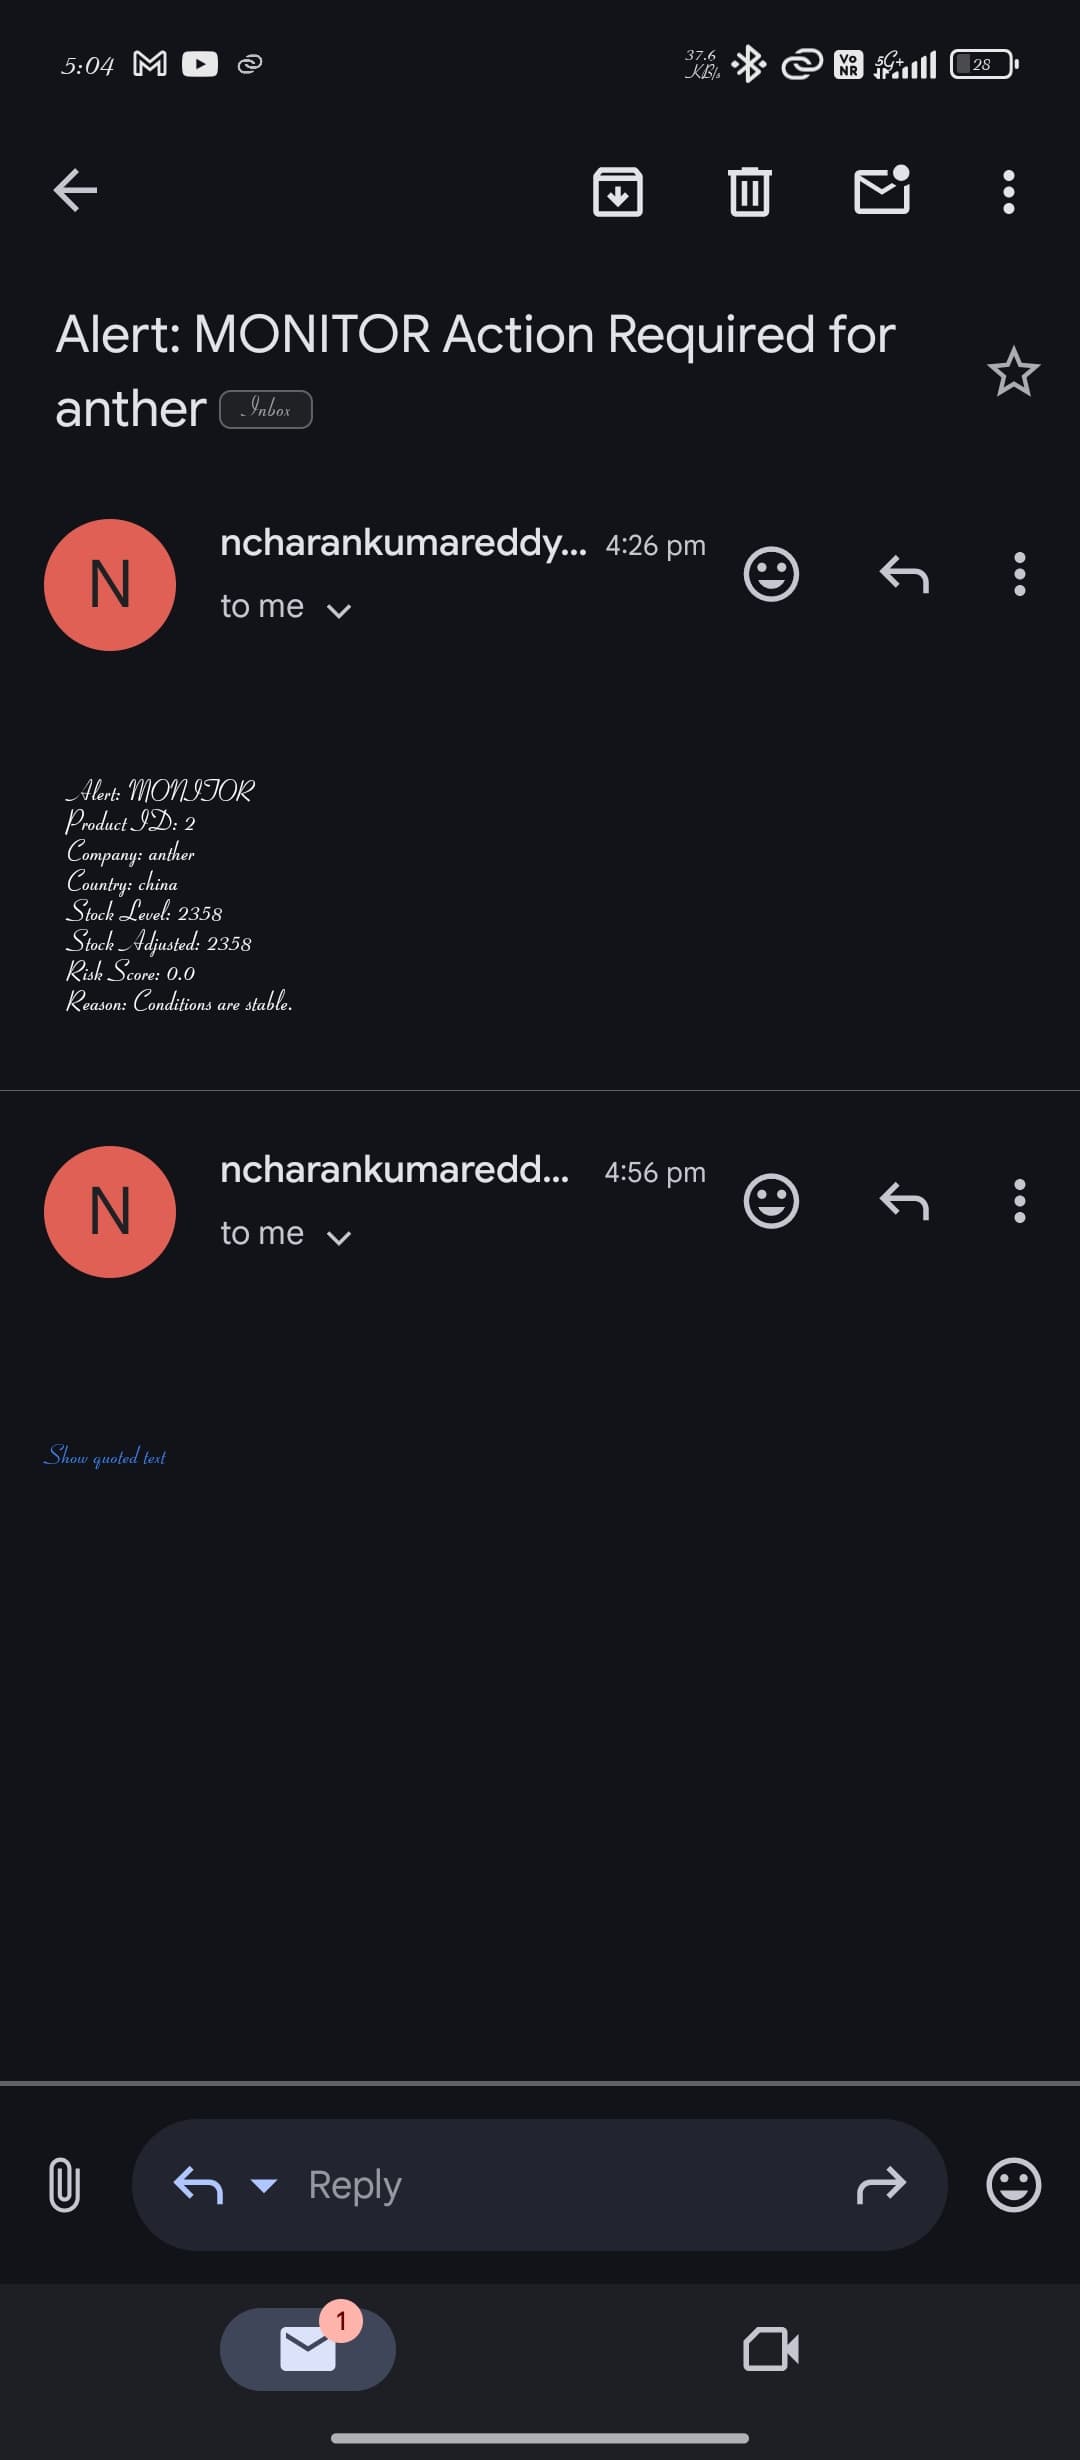 5:04 37.6 KB/s Vo NR 5G+ 28
Alert: MONITOR Action Required for
anther Inbox
N ncharankumareddy... 4:26 pm
to me
Alert: MONITOR
Product ID: 2
Company: anther
Country: china
Stock Level: 2358
Stock Adjusted: 2358
Risk Score: 0.0
Reason: Conditions are stable.
N ncharankumaredd... 4:56 pm
to me
Show quoted text
Reply
1